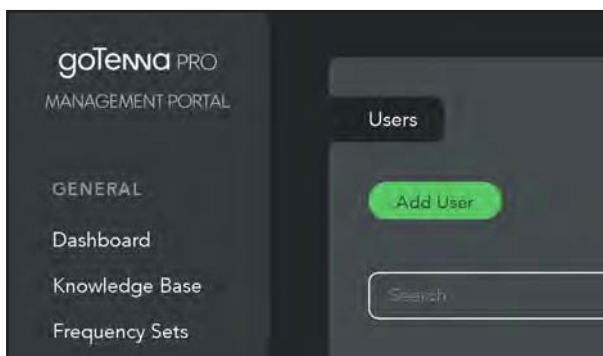 goTenna PRO
MANAGEMENT PORTAL
GENERAL
Dashboard
Knowledge Base
Frequency Sets
Users
Add User
Search